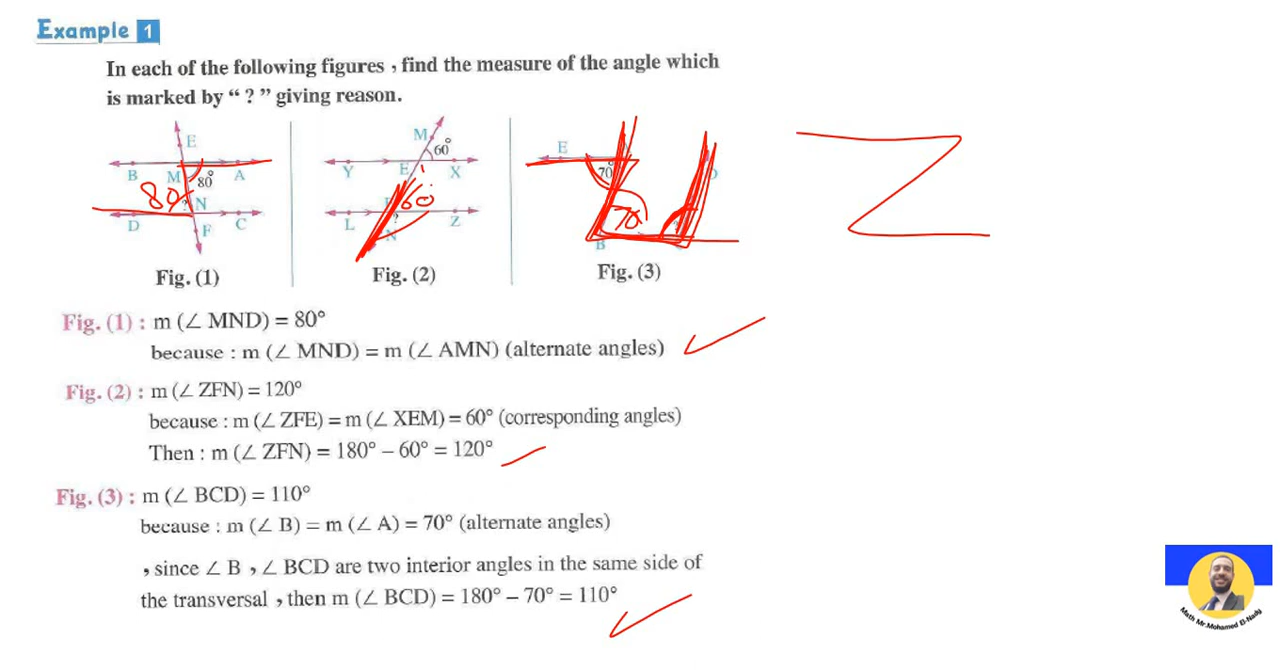 Example 1
In each of the following figures , find the measure of the angle which
is marked by “ ? ” giving reason.
E
B M 80° A
80° ? N
D F C
Fig. (1)
M
60°
Y E X
60°
?
L N Z
Fig. (2)
E
70°
70°
B
Fig. (3)
Fig. (1) : m (∠ MND) = 80°
because : m (∠ MND) = m (∠ AMN) (alternate angles)
Fig. (2) : m (∠ ZFN) = 120°
because : m (∠ ZFE) = m (∠ XEM) = 60° (corresponding angles)
Then : m (∠ ZFN) = 180° – 60° = 120°
Fig. (3) : m (∠ BCD) = 110°
because : m (∠ B) = m (∠ A) = 70° (alternate angles)
, since ∠ B , ∠ BCD are two interior angles in the same side of
the transversal , then m (∠ BCD) = 180° – 70° = 110°
Math Mr.Mohamed El-Nady